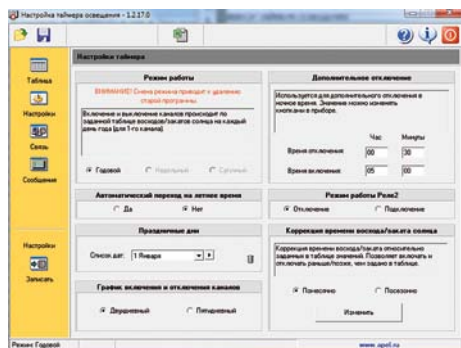 Настройка таймера освещения - 1.2.17.0
Таблица
Настройки
Связь
Сообщения
Настройки
Записать
Настройки таймера
Режим работы
ВНИМАНИЕ! Смена режима приводит к удалению
старой программы.
Включение и выключение каналов происходит по
заданной таблице восходов/закатов солнца на каждый
день года (для 1-го канала).
Годовой Недельный Суточный
Автоматический переход на летнее время
Да Нет
Праздничные дни
Список дат: 1 Января
График включения и отключения каналов
Двухдневный Пятидневный
Дополнительное отключение
Используется для дополнительного отключения в
ночное время. Значение можно изменять
кнопками в приборе.
Час Минуты
Время отключения 00 30
Время включения 05 00
Режим работы Реле2
Отключение Подключение
Коррекция времени восхода/заката солнца
Коррекция времени восхода/заката относительно
заданных в таблице значений. Позволяет включать и
отключать раньше/позже, чем задано в таблице.
Помесячно Посезонно
Изменить
Режим: Годовой